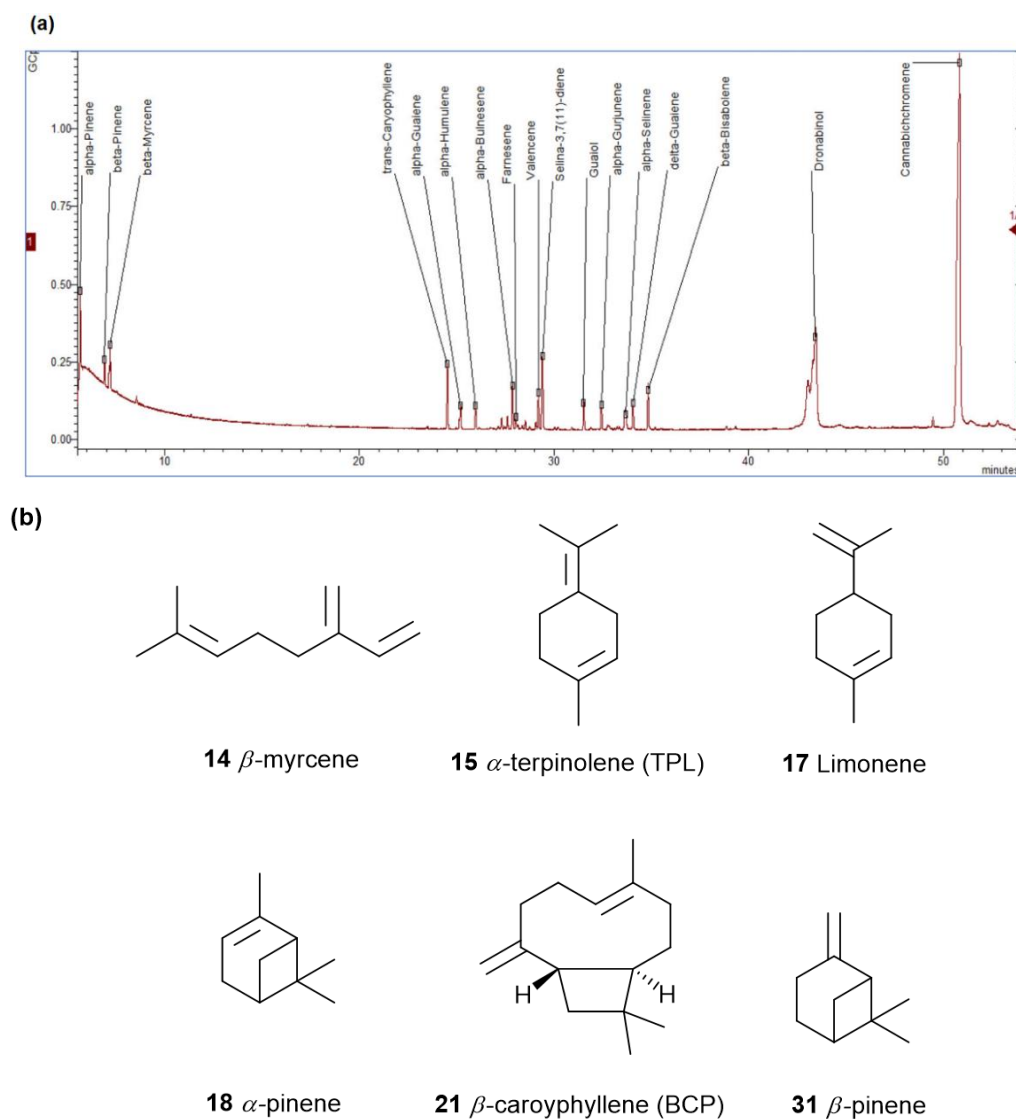 (a)
GCp
alpha-Pinene
beta-Pinene
beta-Myrcene
trans-Caryophyllene
alpha-Guaiene
alpha-Humulene
alpha-Bulnesene
Farnesene
Valencene
Selina-3,7(11)-diene
Guaiol
alpha-Gurjunene
alpha-Selinene
delta-Guaiene
beta-Bisabolene
Dronabinol
Cannabichchromene
1.00
0.75
0.50
0.25
0.00
1
10
20
30
40
50
minutes
(b)
14 β-myrcene
15 α-terpinolene (TPL)
17 Limonene
H
H
18 α-pinene
21 β-caroyphyllene (BCP)
31 β-pinene